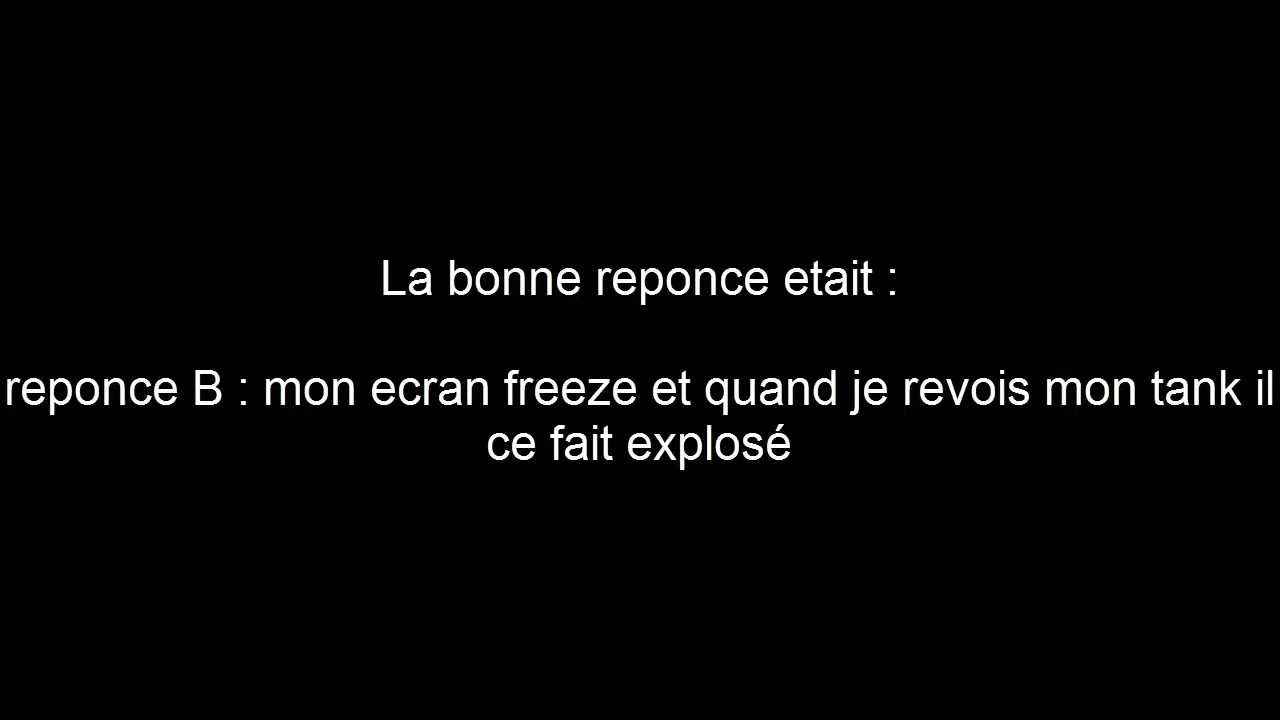 La bonne reponce etait :
reponce B : mon ecran freeze et quand je revois mon tank il
ce fait explosé